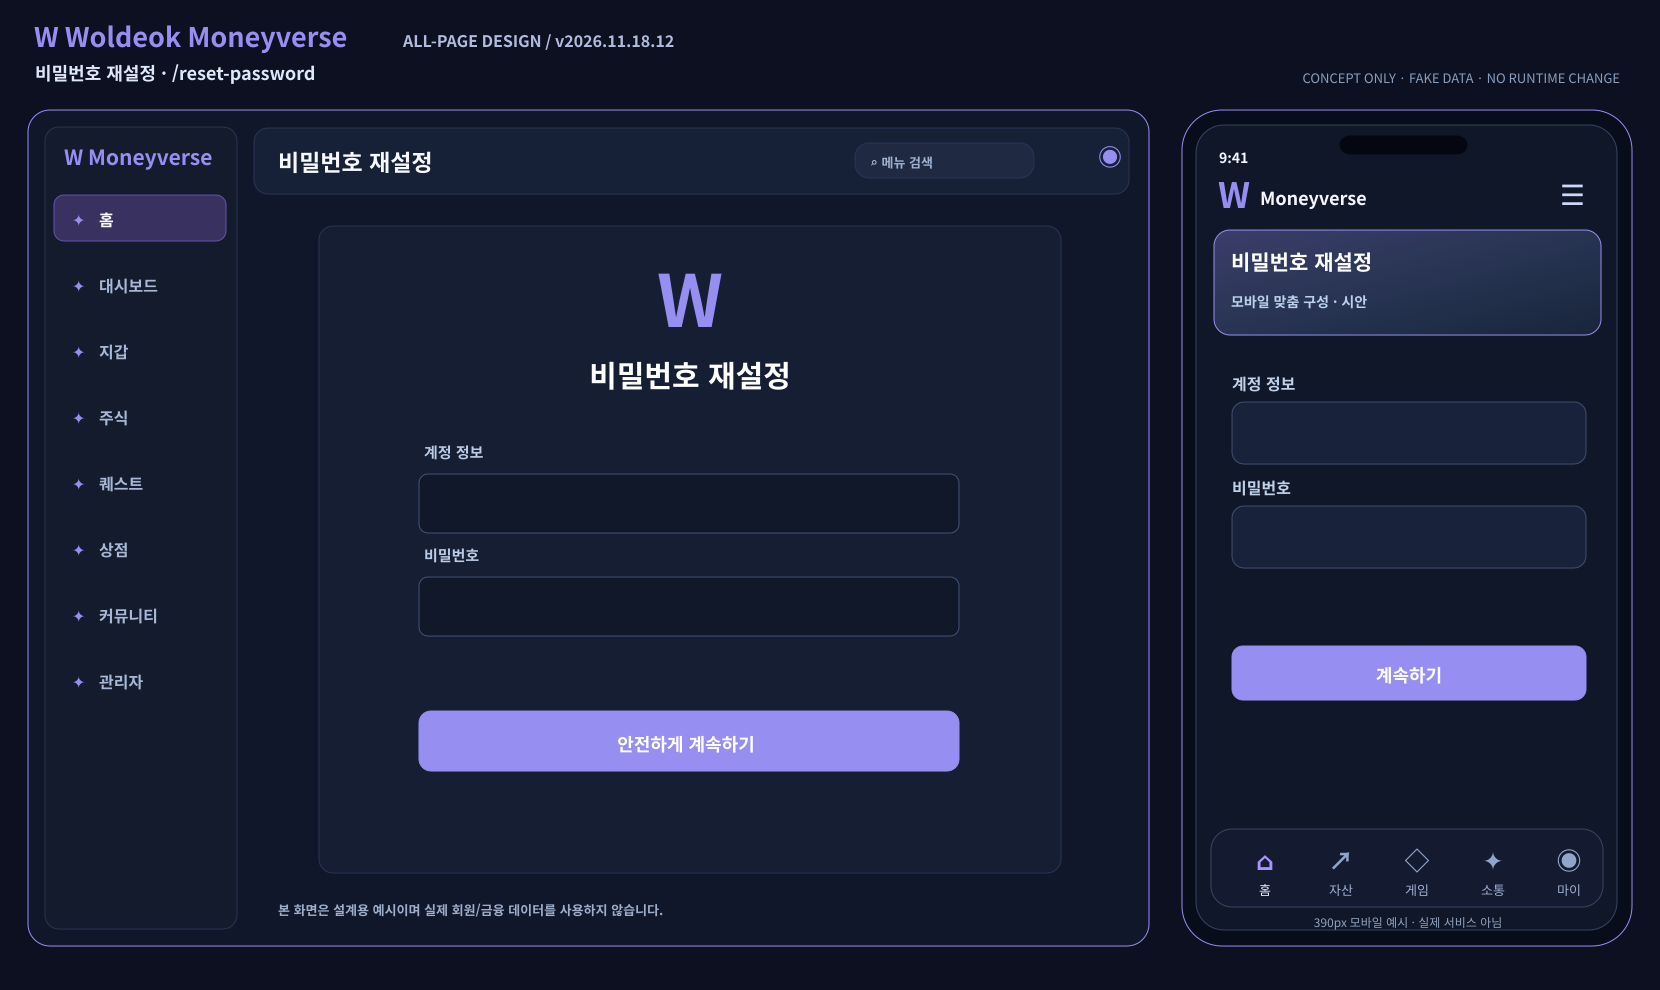 W Woldeok Moneyverse
ALL-PAGE DESIGN / v2026.11.18.12
비밀번호 재설정 · /reset-password
CONCEPT ONLY · FAKE DATA · NO RUNTIME CHANGE
W Moneyverse
홈
대시보드
지갑
주식
퀘스트
상점
커뮤니티
관리자
비밀번호 재설정
메뉴 검색
W
비밀번호 재설정
계정 정보
비밀번호
안전하게 계속하기
본 화면은 설계용 예시이며 실제 회원/금융 데이터를 사용하지 않습니다.
9:41
W Moneyverse
비밀번호 재설정
모바일 맞춤 구성 · 시안
계정 정보
비밀번호
계속하기
홈
자산
게임
소통
마이
390px 모바일 예시 · 실제 서비스 아님